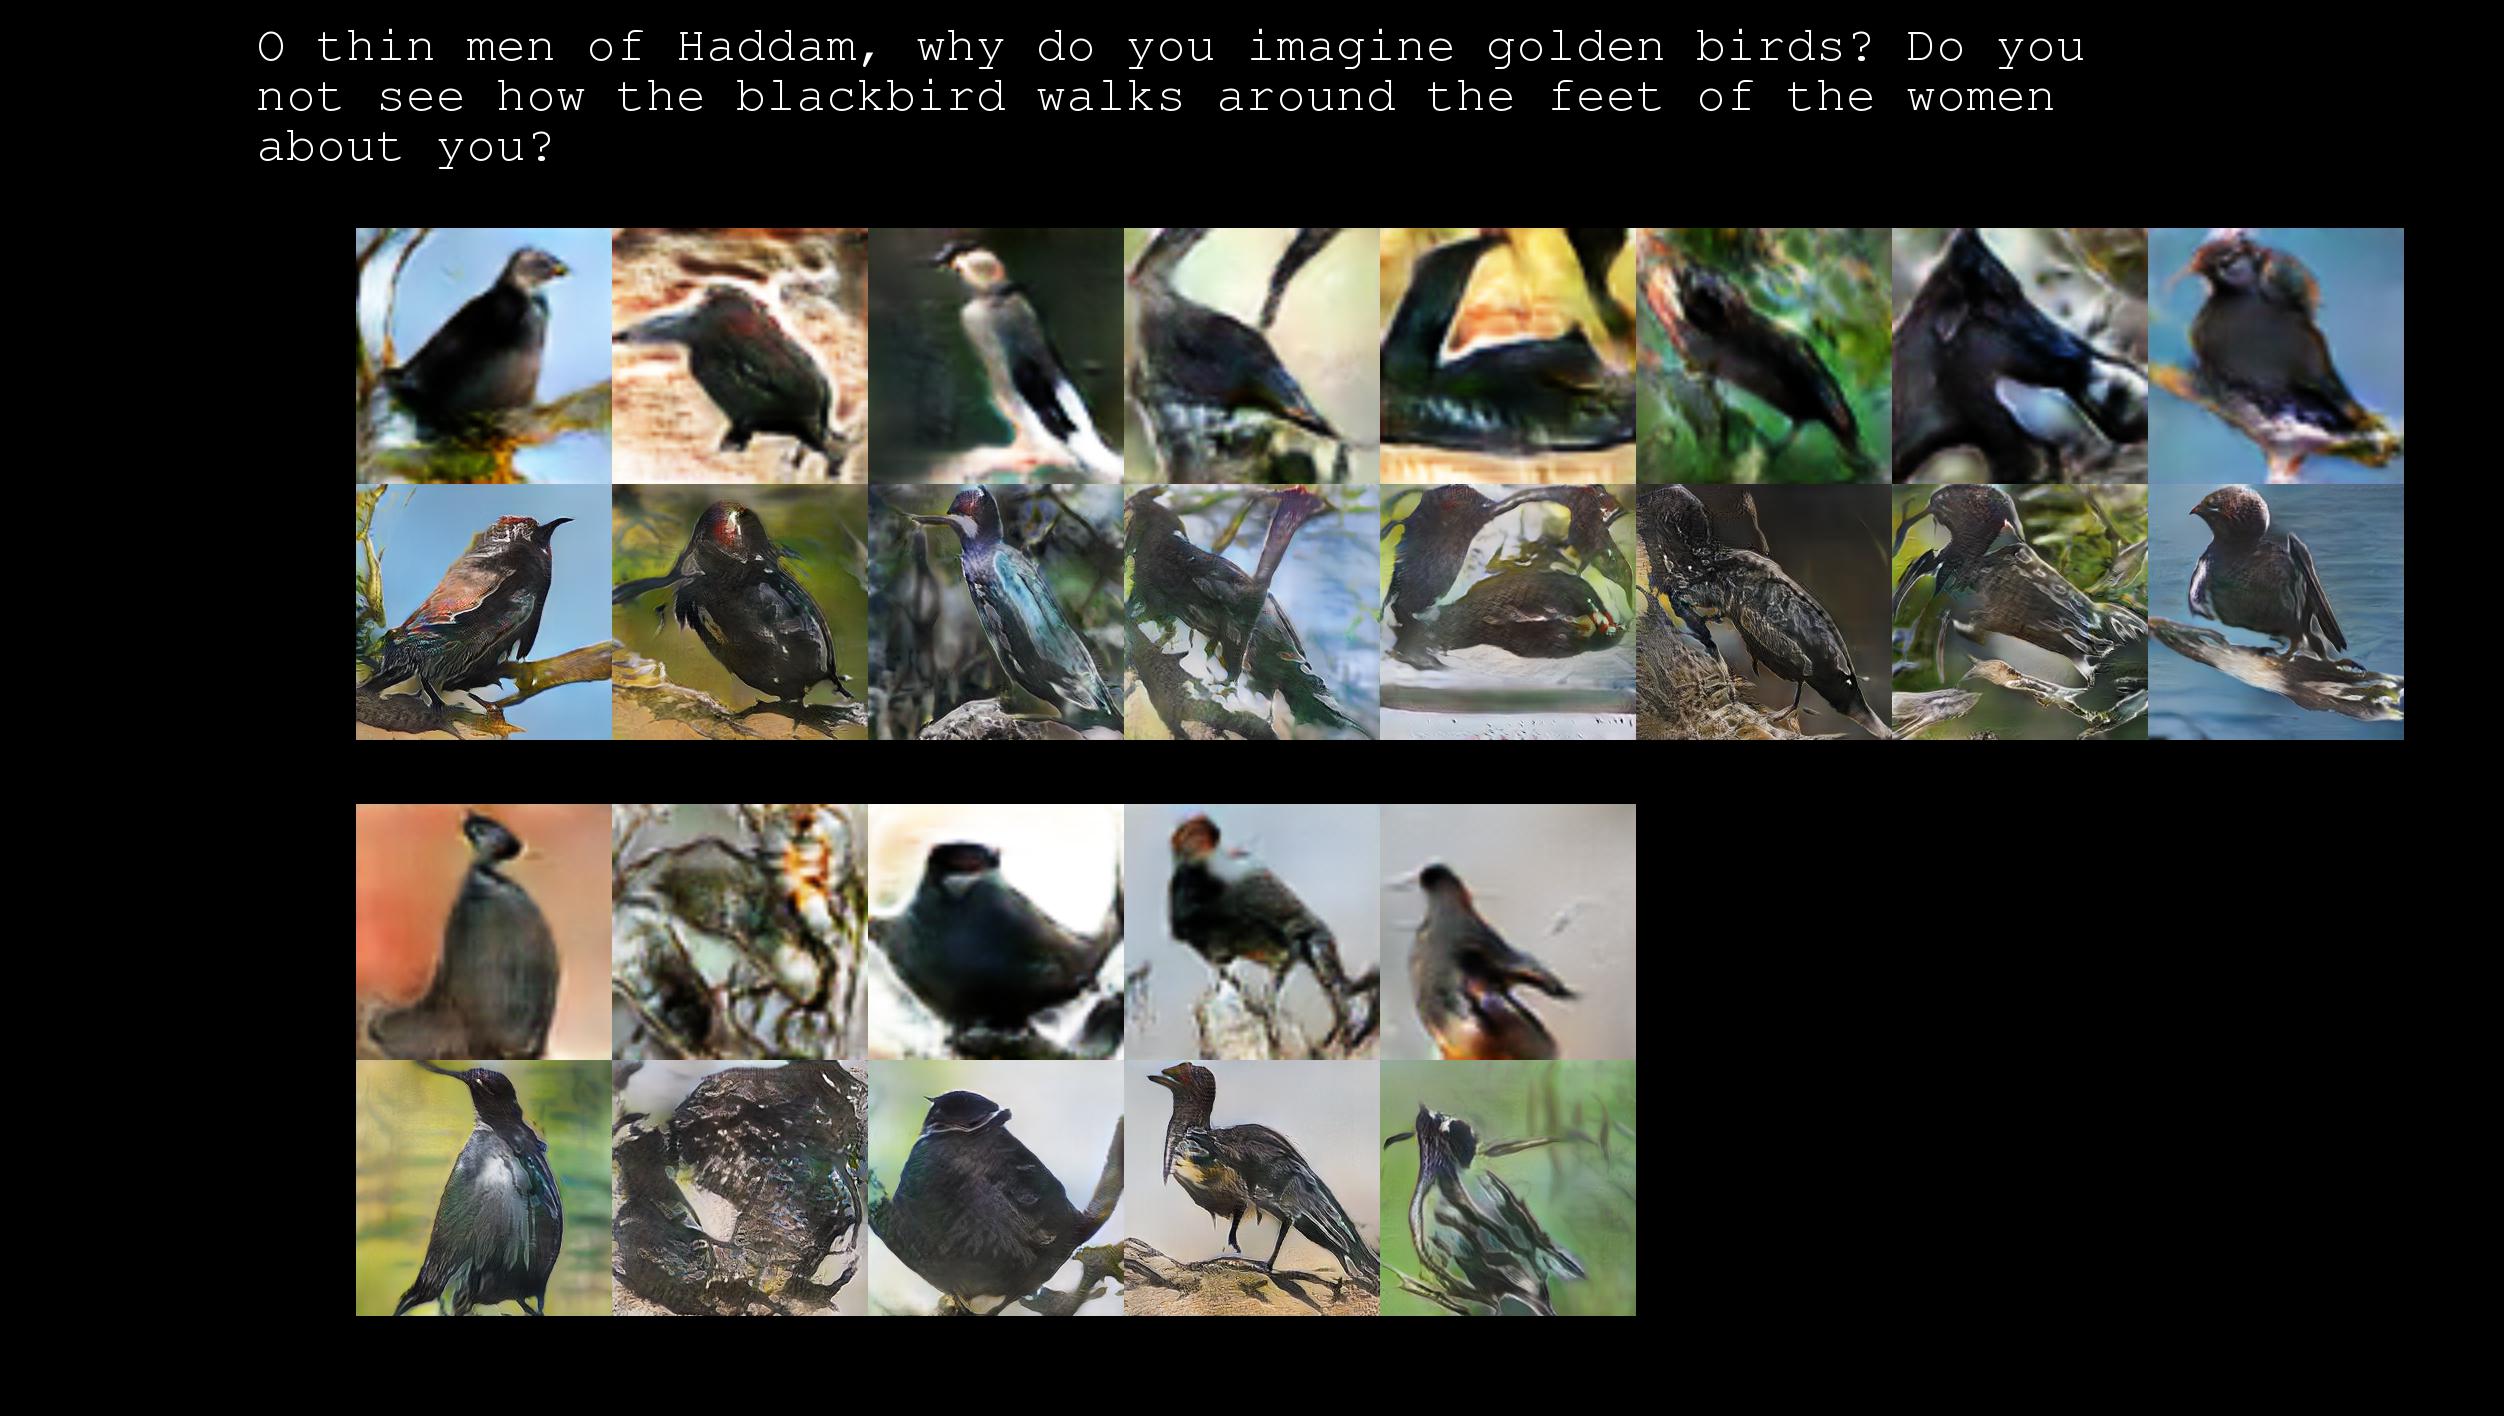 O thin men of Haddam, why do you imagine golden birds? Do you
not see how the blackbird walks around the feet of the women
about you?